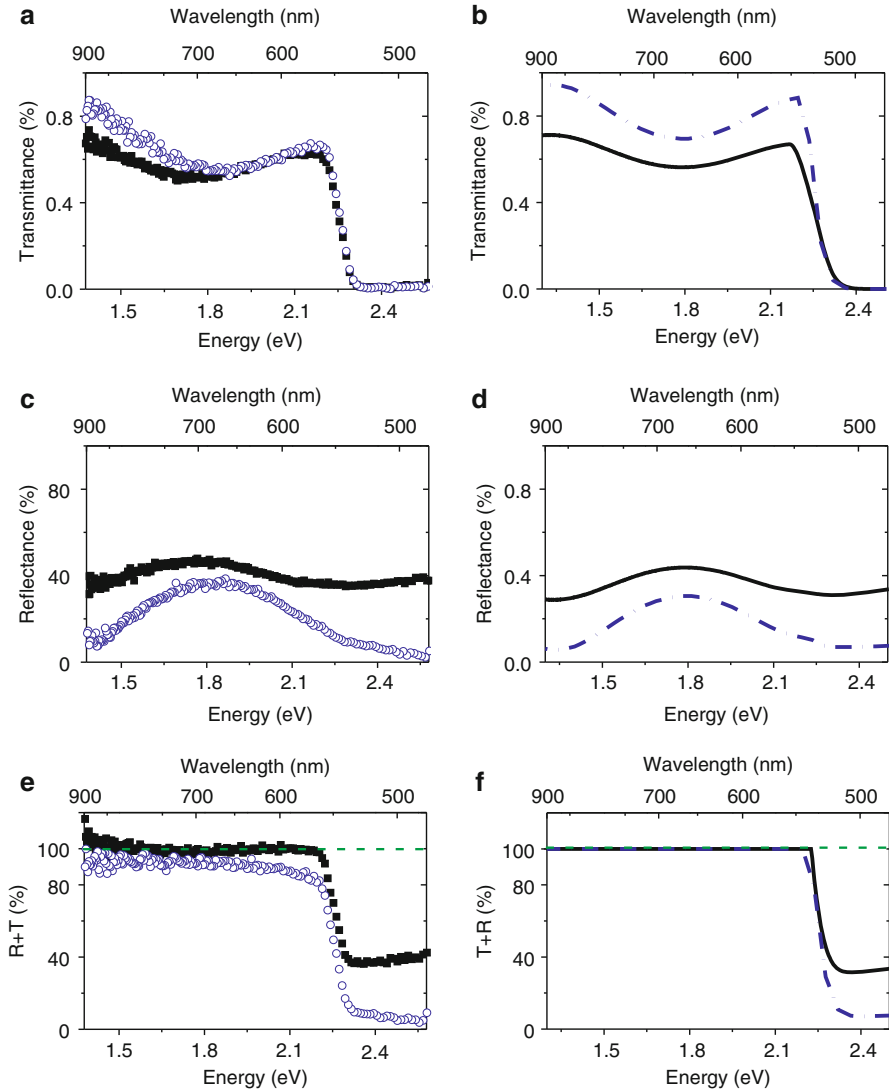 a
Wavelength (nm)
900 700 600 500
Transmittance (%)
0.8
0.4
0.0
1.5 1.8 2.1 2.4
Energy (eV)
b
Wavelength (nm)
900 700 600 500
Transmittance (%)
0.8
0.4
0.0
1.5 1.8 2.1 2.4
Energy (eV)
c
Wavelength (nm)
900 700 600 500
Reflectance (%)
80
40
0
1.5 1.8 2.1 2.4
Energy (eV)
d
Wavelength (nm)
900 700 600 500
Reflectance (%)
0.8
0.4
0.0
1.5 1.8 2.1 2.4
Energy (eV)
e
Wavelength (nm)
900 700 600 500
R+T (%)
100
80
40
0
1.5 1.8 2.1 2.4
Energy (eV)
f
Wavelength (nm)
900 700 600 500
T+R (%)
100
80
40
0
1.5 1.8 2.1 2.4
Energy (eV)